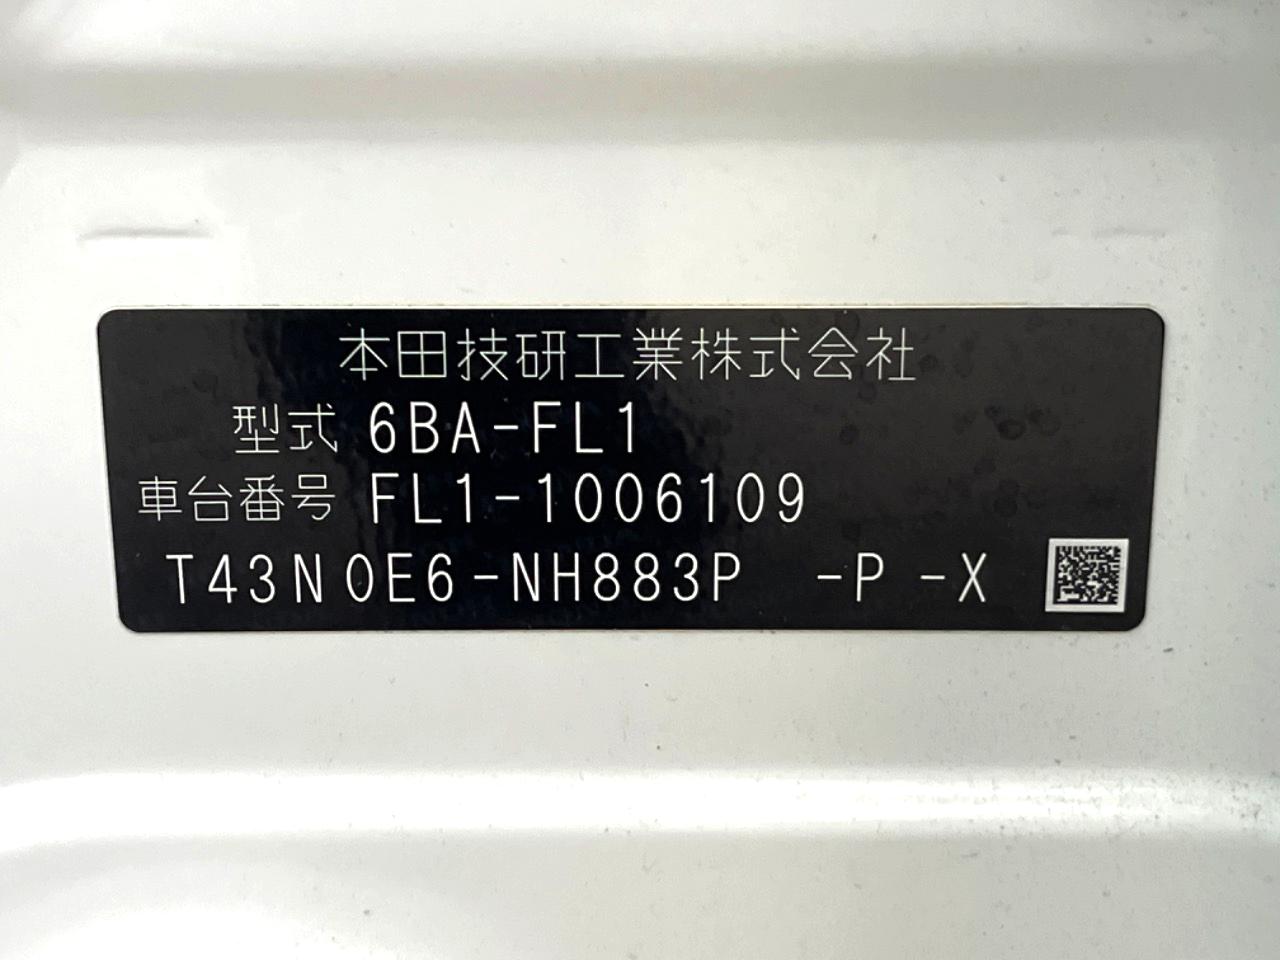 本田技研工業株式会社
型式 6BA-FL1
車台番号 FL1-1006109
T43N0E6-NH883P -P -X